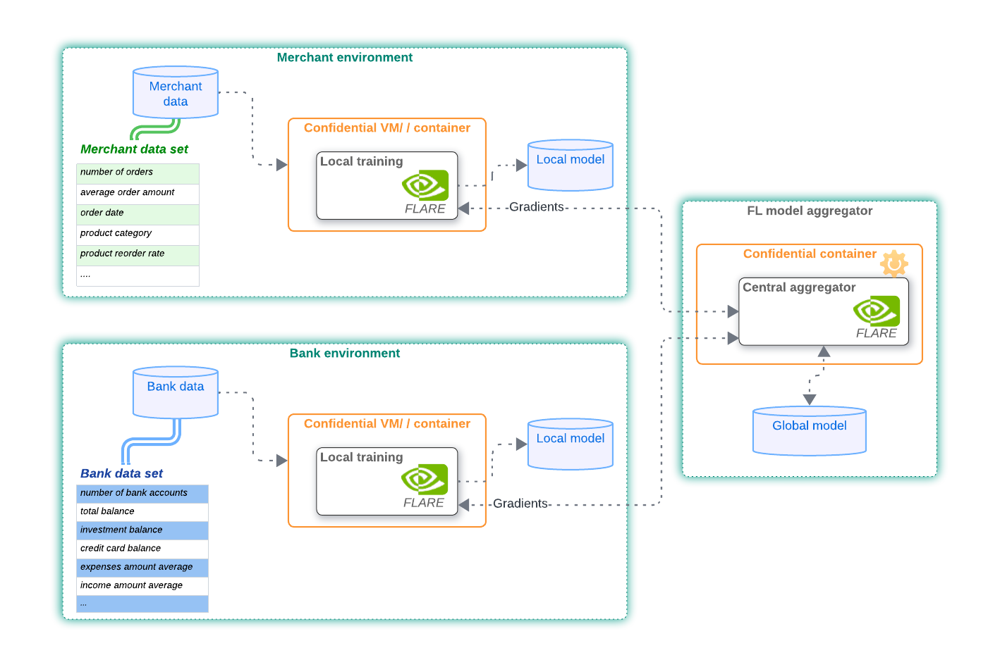 Merchant environment
Merchant
data
Confidential VM/ / container
Merchant data set
Local training
Local model
number of orders
average order amount
FLARE
Gradients
order date
product category
product reorder rate
....
FL model aggregator
Confidential container
Central aggregator
FLARE
Bank environment
Bank data
Confidential VM/ / container
Local training
Local model
Global model
Bank data set
number of bank accounts
FLARE
Gradients
total balance
investment balance
credit card balance
expenses amount average
income amount average
...